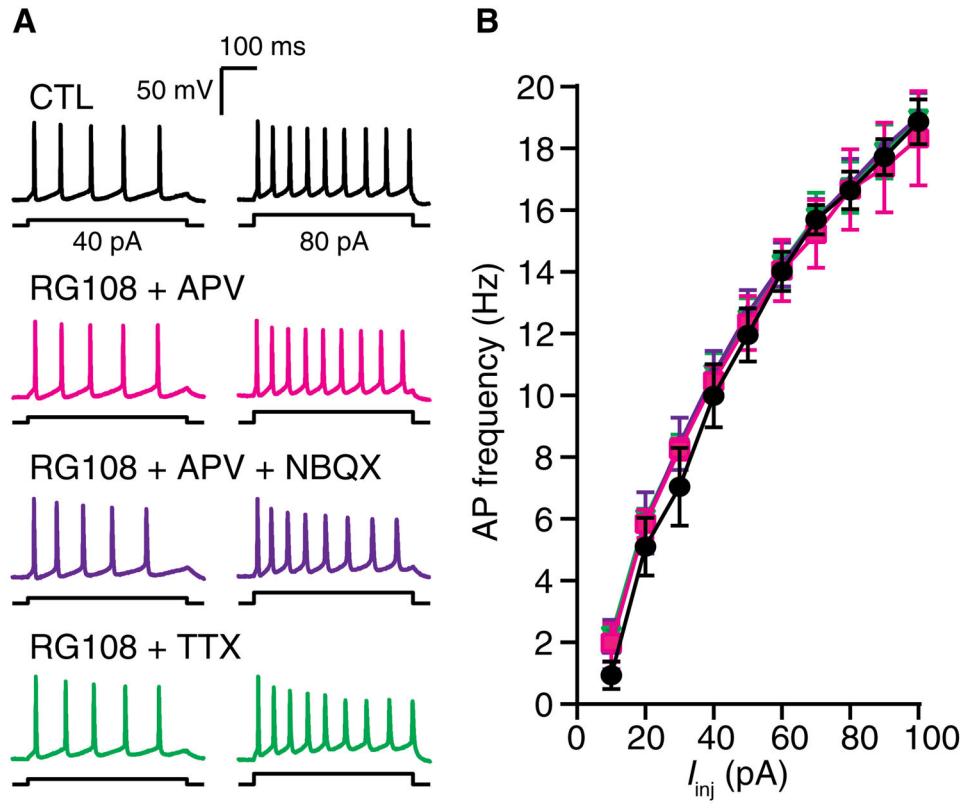 A
100 ms
50 mV
CTL
40 pA
80 pA
RG108 + APV
RG108 + APV + NBQX
RG108 + TTX
B
20
18
16
14
12
10
8
6
4
2
0
AP frequency (Hz)
0 20 40 60 80 100
Iinj (pA)